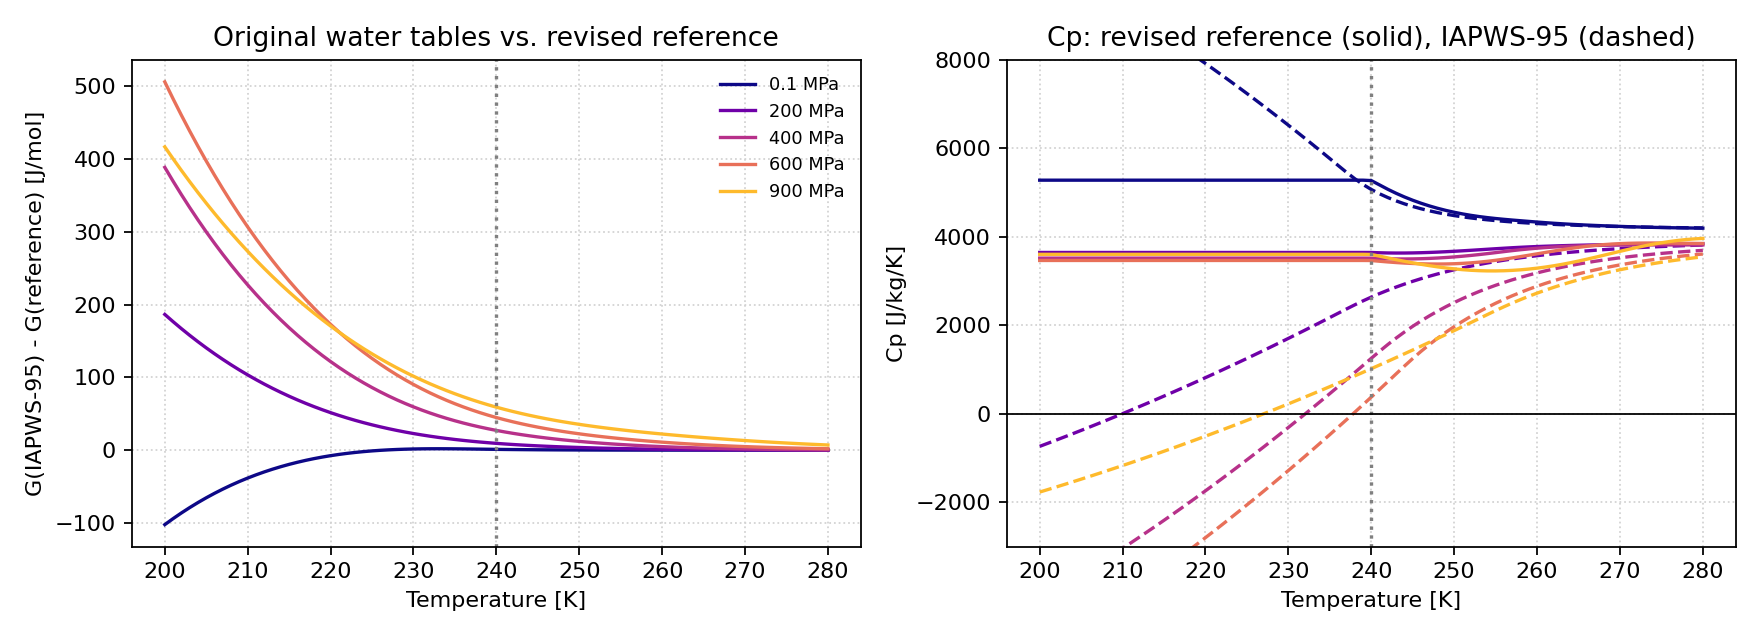 Original water tables vs. revised reference
G(IAPWS-95) - G(reference) [J/mol]
500
400
300
200
100
0
−100
0.1 MPa
200 MPa
400 MPa
600 MPa
900 MPa
200 210 220 230 240 250 260 270 280
Temperature [K]
Cp: revised reference (solid), IAPWS-95 (dashed)
Cp [J/kg/K]
8000
6000
4000
2000
0
−2000
200 210 220 230 240 250 260 270 280
Temperature [K]